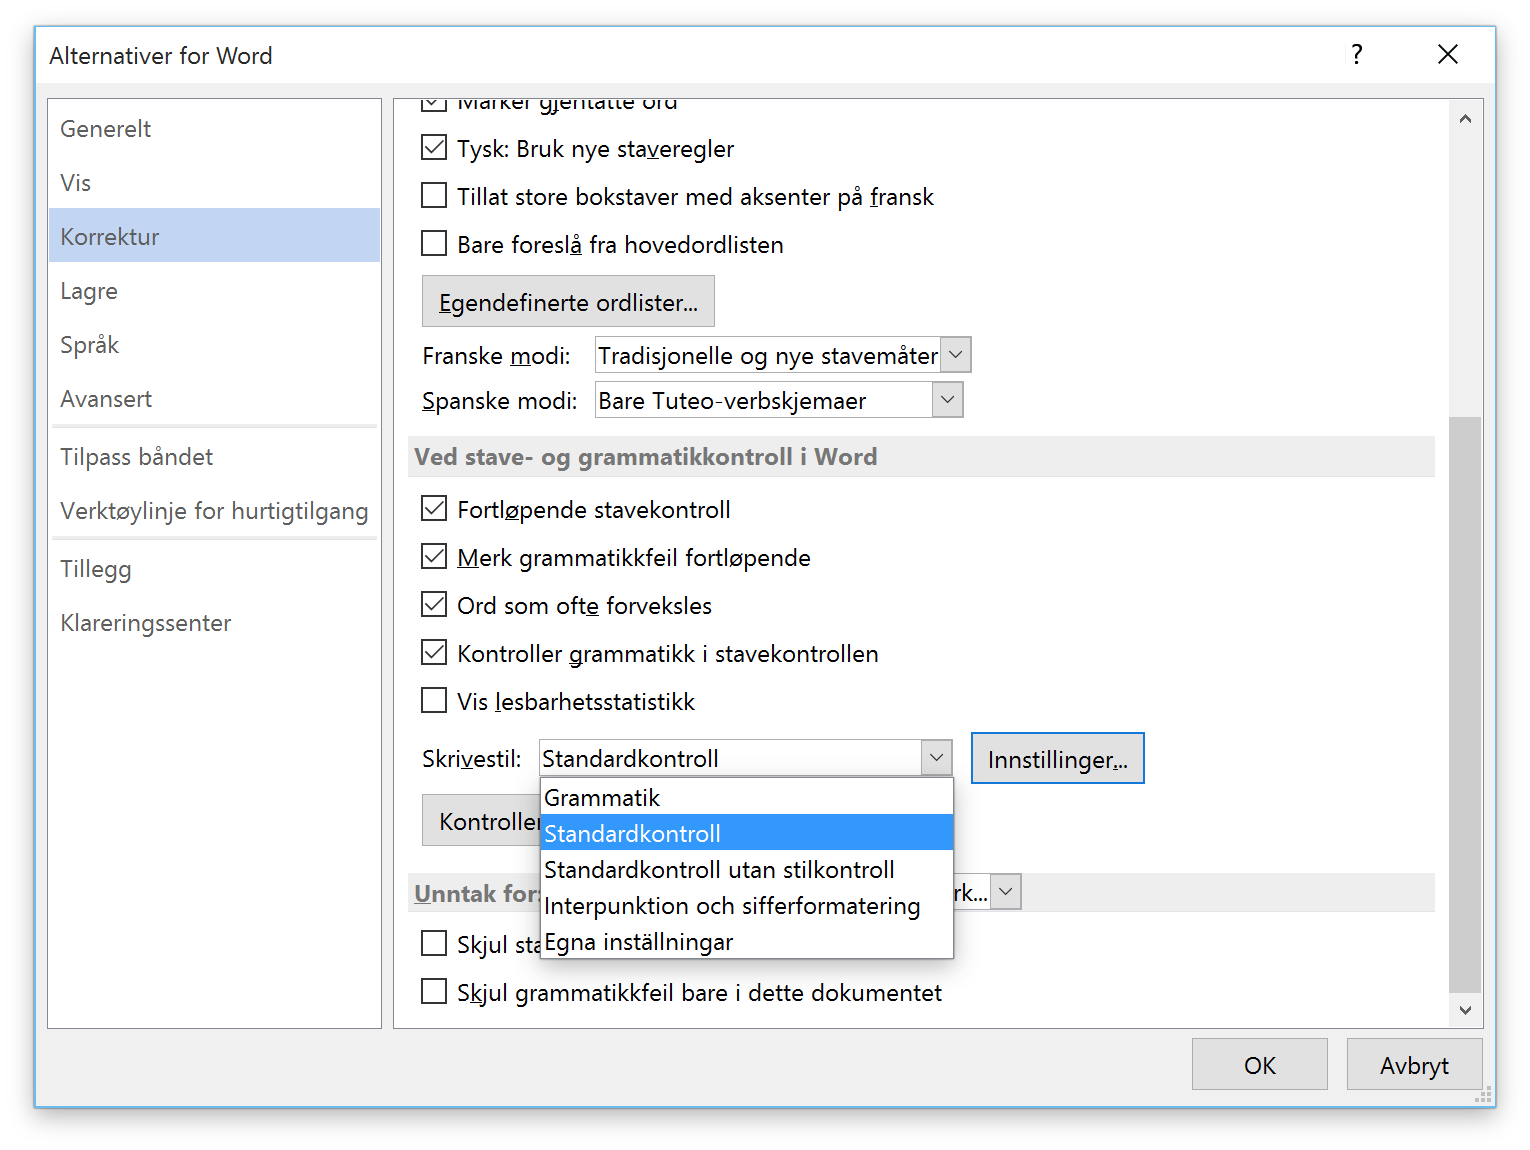 Alternativer for Word
?
Generelt
Vis
Korrektur
Lagre
Språk
Avansert
Tilpass båndet
Verktøylinje for hurtigtilgang
Tillegg
Klareringssenter
Marker gjentatte ord
Tysk: Bruk nye staveregler
Tillat store bokstaver med aksenter på fransk
Bare foreslå fra hovedordlisten
Egendefinerte ordlister...
Franske modi: Tradisjonelle og nye stavemåter
Spanske modi: Bare Tuteo-verbskjemaer
Ved stave- og grammatikkontroll i Word
Fortløpende stavekontroll
Merk grammatikkfeil fortløpende
Ord som ofte forveksles
Kontroller grammatikk i stavekontrollen
Vis lesbarhetsstatistikk
Skrivestil: Standardkontroll Innstillinger...
Grammatik
Kontroller Standardkontroll
Standardkontroll utan stilkontroll
Unntak for: Interpunktion och sifferformatering rk...
Skjul sta Egna inställningar
Skjul grammatikkfeil bare i dette dokumentet
OK Avbryt